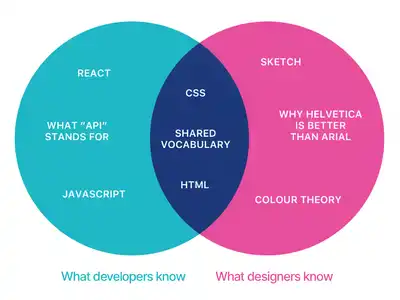 REACT
WHAT “API”
STANDS FOR
JAVASCRIPT
CSS
SHARED
VOCABULARY
HTML
SKETCH
WHY HELVETICA
IS BETTER
THAN ARIAL
COLOUR THEORY
What developers know
What designers know